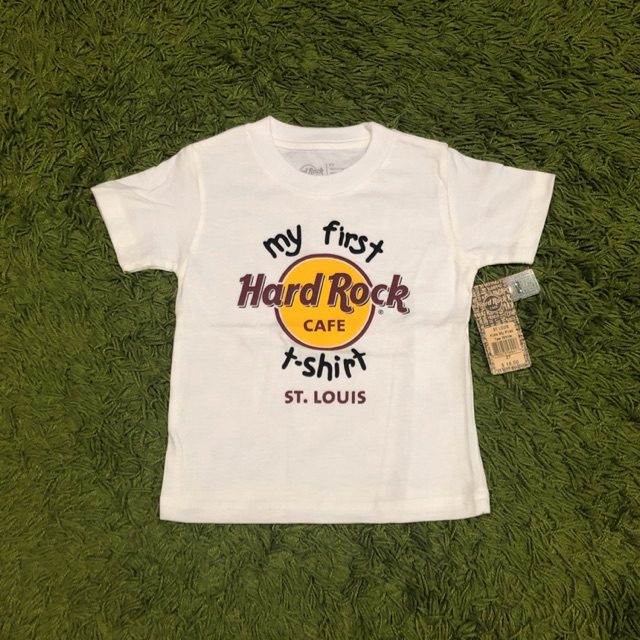 my first
Hard Rock
®
CAFE
t-shirt
ST. LOUIS